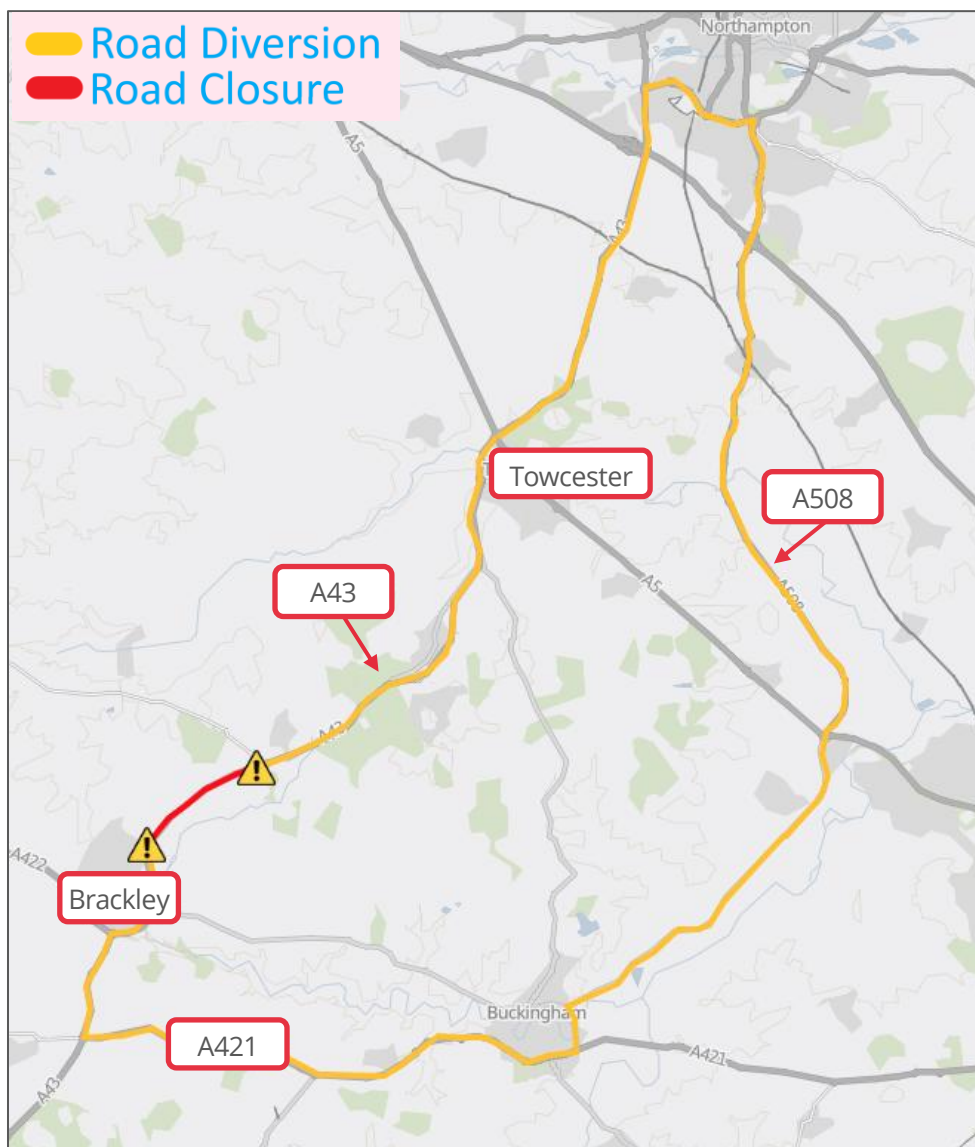 Road Diversion
Road Closure
Northampton
A5
A43
Towcester
A508
A508
A43
A5
A43
A422
Brackley
Buckingham
A421
A421
A43